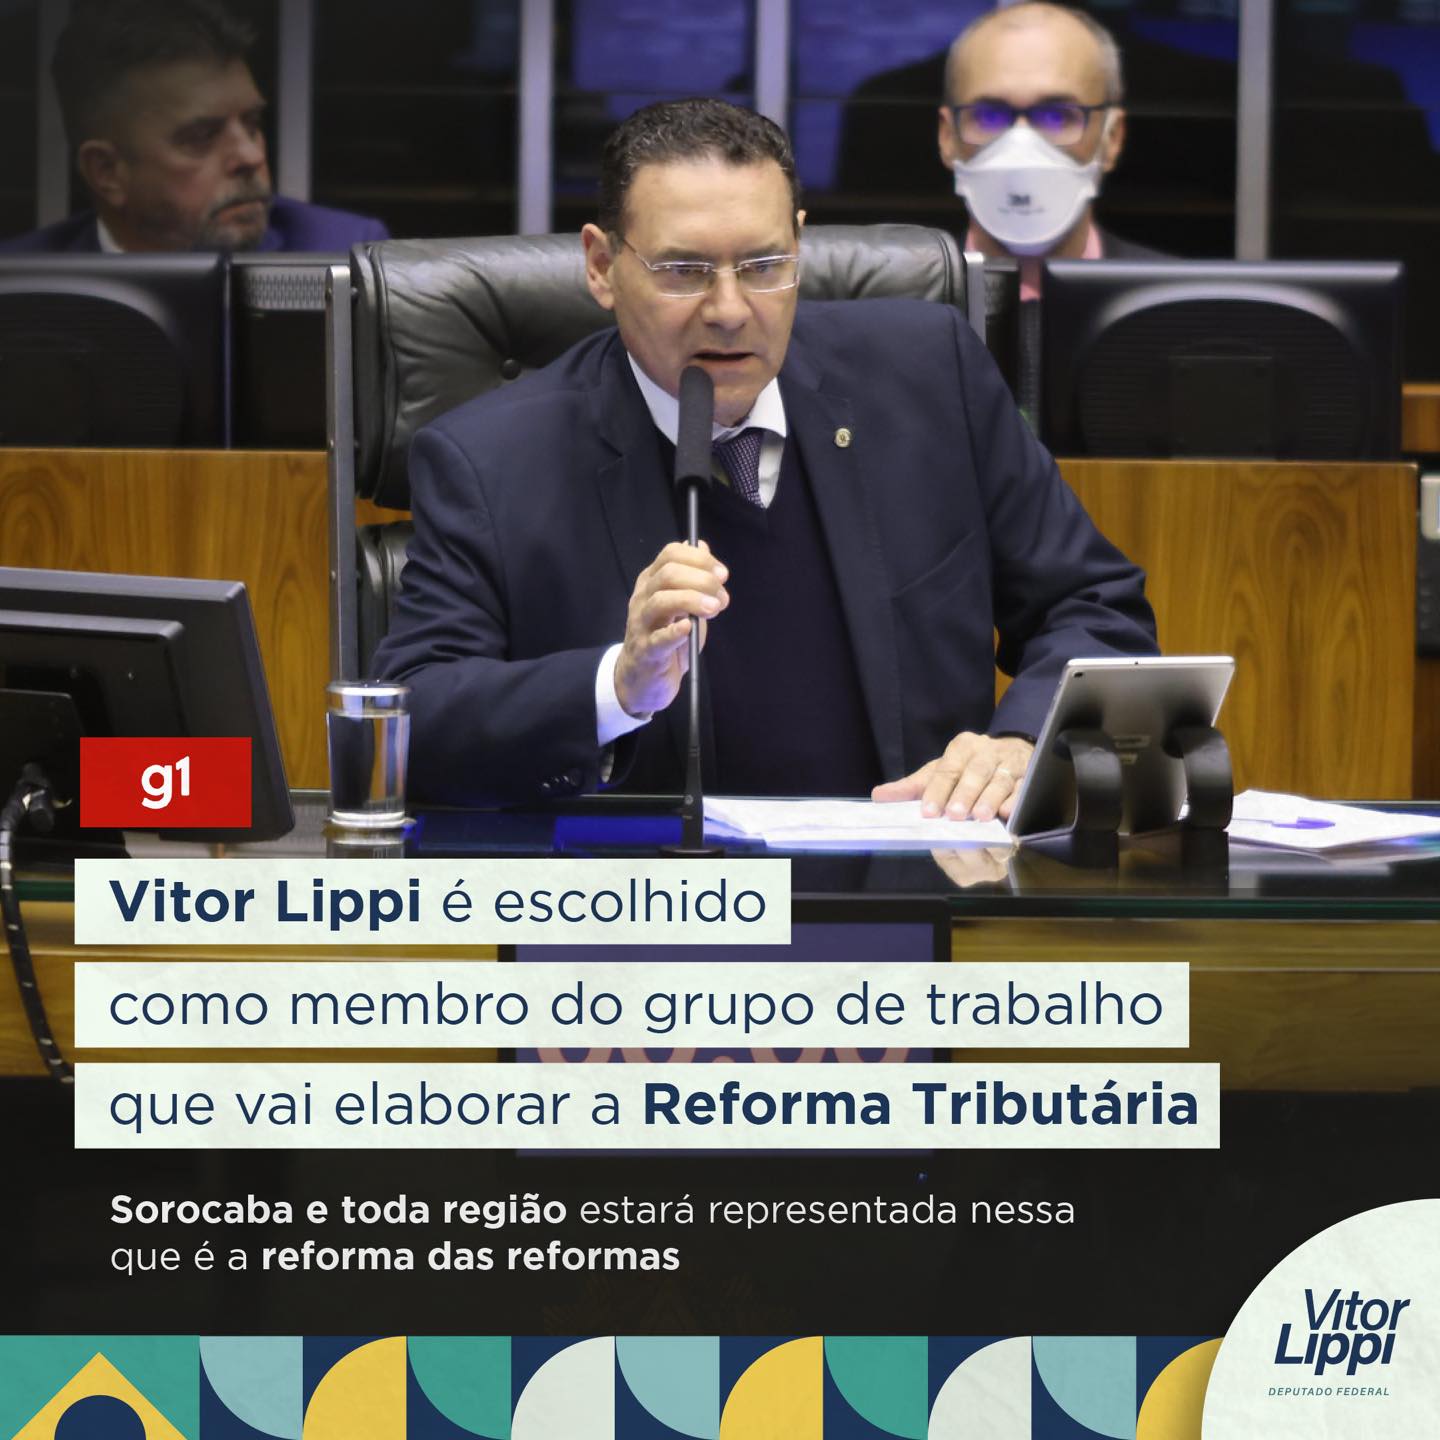 3M
g1
Vitor Lippi é escolhido
como membro do grupo de trabalho
que vai elaborar a Reforma Tributária
Sorocaba e toda região estará representada nessa
que é a reforma das reformas
Vitor
Lippi
DEPUTADO FEDERAL